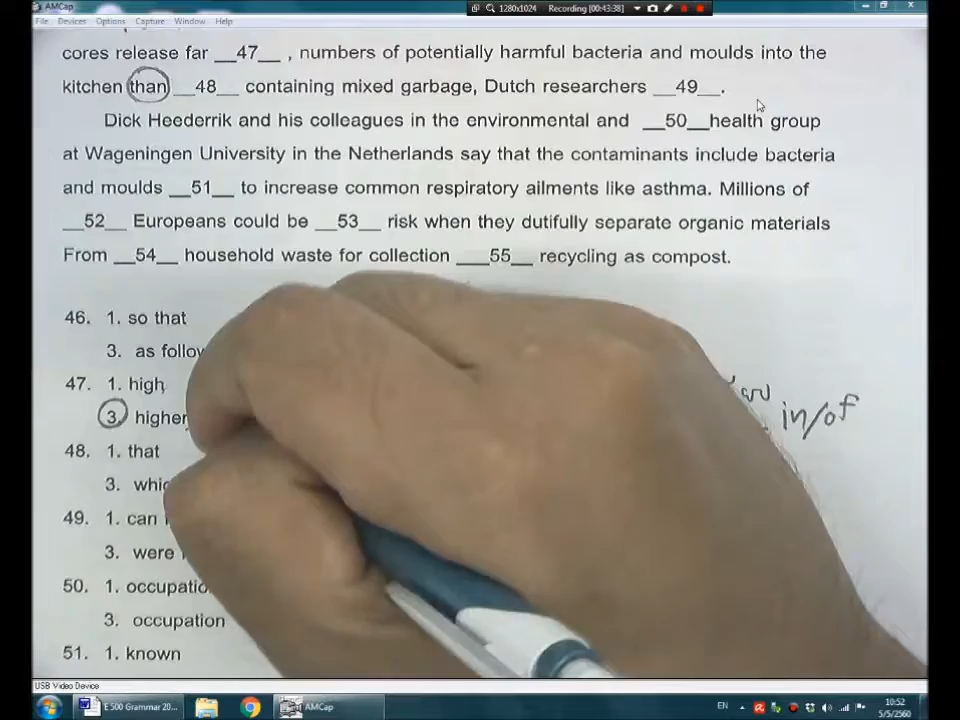 AMCap
File Devices Options Capture Window Help
1280x1024 Recording [00:43:38]
cores release far __47__ , numbers of potentially harmful bacteria and moulds into the
kitchen than __48__ containing mixed garbage, Dutch researchers __49__.
Dick Heederrik and his colleagues in the environmental and __50__health group
at Wageningen University in the Netherlands say that the contaminants include bacteria
and moulds __51__ to increase common respiratory ailments like asthma. Millions of
__52__ Europeans could be __53__ risk when they dutifully separate organic materials
From __54__ household waste for collection ___55__ recycling as compost.
46. 1. so that
3. as
47. 1. high
3. higher
in/of
48. 1. that
3.
49. 1. can
3. were
50. 1.
3. occupation
51. 1. known
USB Video Device
E 500 Grammar 20...
AMCap
EN
10:52
5/5/2560